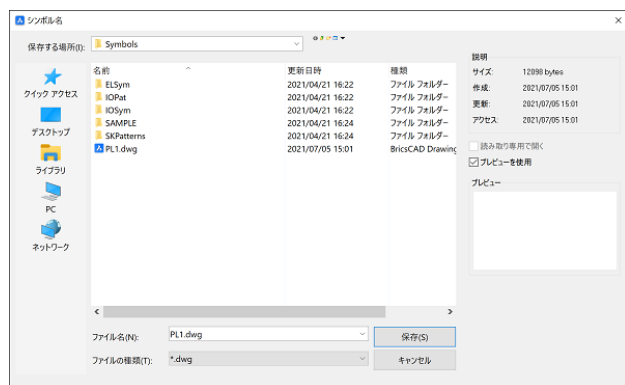 シンボル名
保存する場所(I):
Symbols
名前
更新日時
種類
ELSym
2021/04/21 16:22
ファイル フォルダー
IOPat
2021/04/21 16:22
ファイル フォルダー
IOSym
2021/04/21 16:22
ファイル フォルダー
SAMPLE
2021/04/21 16:24
ファイル フォルダー
SKPatterns
2021/04/21 16:24
ファイル フォルダー
PL1.dwg
2021/07/05 15:01
BricsCAD Drawing
クイック アクセス
デスクトップ
ライブラリ
PC
ネットワーク
ファイル名(N):
PL1.dwg
保存(S)
ファイルの種類(T):
*.dwg
キャンセル
説明
サイズ:
12098 bytes
作成:
2021/07/05 15:01
更新:
2021/07/05 15:01
アクセス:
2021/07/05 15:01
読み取り専用で開く
プレビューを使用
プレビュー